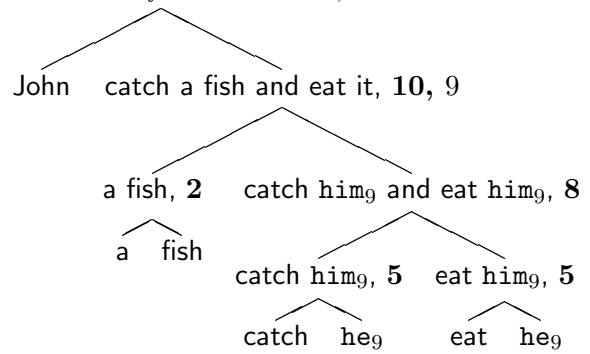 John catch a fish and eat it, 10, 9
a fish, 2 catch him₉ and eat him₉, 8
a fish
catch him₉, 5 eat him₉, 5
catch he₉ eat he₉